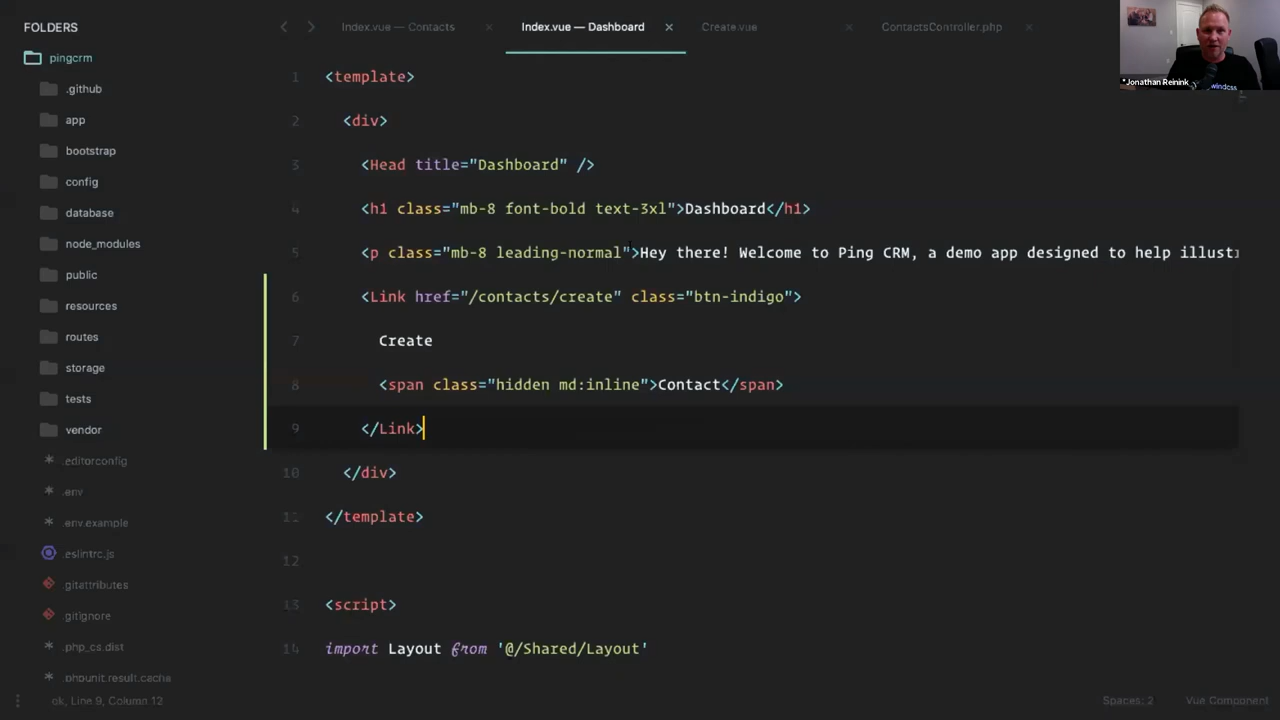 FOLDERS
pingcrm
.github
app
bootstrap
config
database
node_modules
public
resources
routes
storage
tests
vendor
.editorconfig
.env
.env.example
.eslintrc.js
.gitattributes
.gitignore
.php_cs.dist
.phpunit.result.cache
Index.vue — Contacts
Index.vue — Dashboard
Create.vue
ContactsController.php
1 <template>
2 <div>
3 <Head title="Dashboard" />
4 <h1 class="mb-8 font-bold text-3xl">Dashboard</h1>
5 <p class="mb-8 leading-normal">Hey there! Welcome to Ping CRM, a demo app designed to help illustr
6 <Link href="/contacts/create" class="btn-indigo">
7 Create
8 <span class="hidden md:inline">Contact</span>
9 </Link>
10 </div>
11 </template>
12
13 <script>
14 import Layout from '@/Shared/Layout'
Jonathan Reinink
windcss
ok, Line 9, Column 12
Spaces: 2
Vue Component